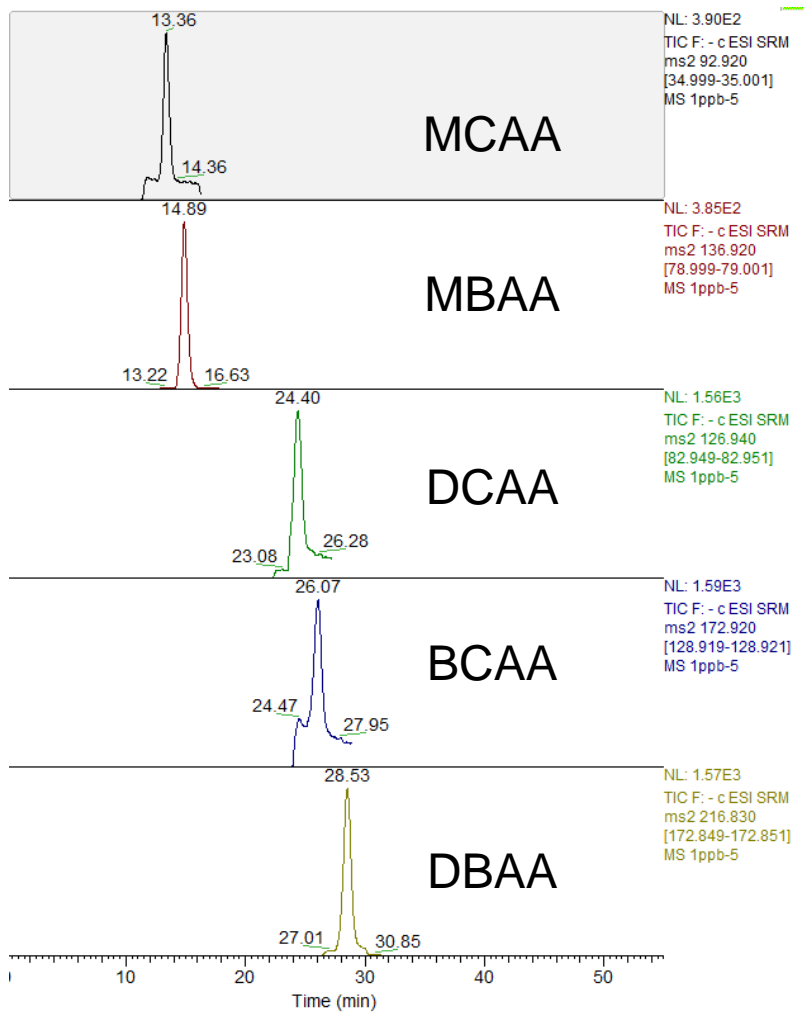 13.36
14.36
MCAA
NL: 3.90E2
TIC F: - c ESI SRM
ms2 92.920
[34.999-35.001]
MS 1ppb-5
14.89
13.22
16.63
MBAA
NL: 3.85E2
TIC F: - c ESI SRM
ms2 136.920
[78.999-79.001]
MS 1ppb-5
24.40
23.08
26.28
DCAA
NL: 1.56E3
TIC F: - c ESI SRM
ms2 126.940
[82.949-82.951]
MS 1ppb-5
26.07
24.47
27.95
BCAA
NL: 1.59E3
TIC F: - c ESI SRM
ms2 172.920
[128.919-128.921]
MS 1ppb-5
28.53
27.01
30.85
DBAA
NL: 1.57E3
TIC F: - c ESI SRM
ms2 216.830
[172.849-172.851]
MS 1ppb-5
10 20 30 40 50
Time (min)